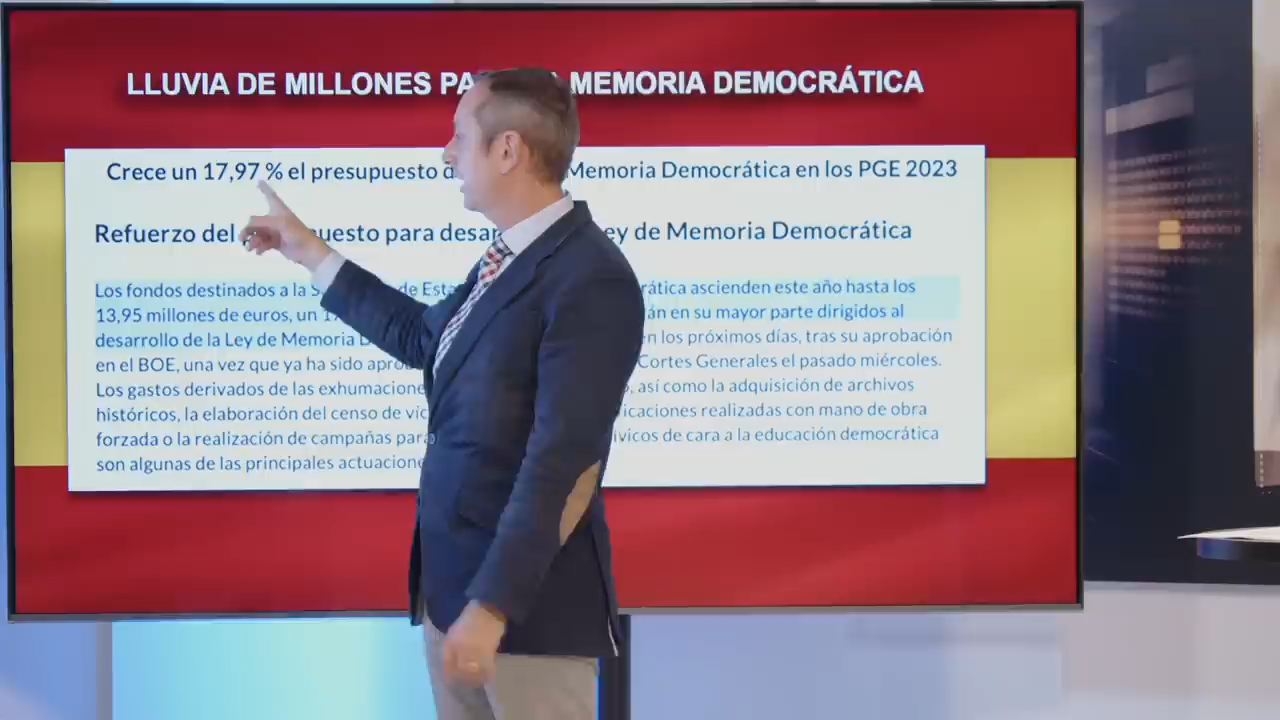 LLUVIA DE MILLONES PA MEMORIA DEMOCRÁTICA
Crece un 17,97 % el presupuesto Memoria Democrática en los PGE 2023
Refuerzo del uesto para desar ey de Memoria Democrática
Los fondos destinados a la de Esta rática ascienden este año hasta los
13,95 millones de euros, un án en su mayor parte dirigidos al
desarrollo de la Ley de Memoria en los próximos días, tras su aprobación
en el BOE, una vez que ya ha sido apro Cortes Generales el pasado miércoles.
Los gastos derivados de las exhumacione , así como la adquisición de archivos
históricos, la elaboración del censo de víc icaciones realizadas con mano de obra
forzada o la realización de campañas para ívicos de cara a la educación democrática
son algunas de las principales actuacione